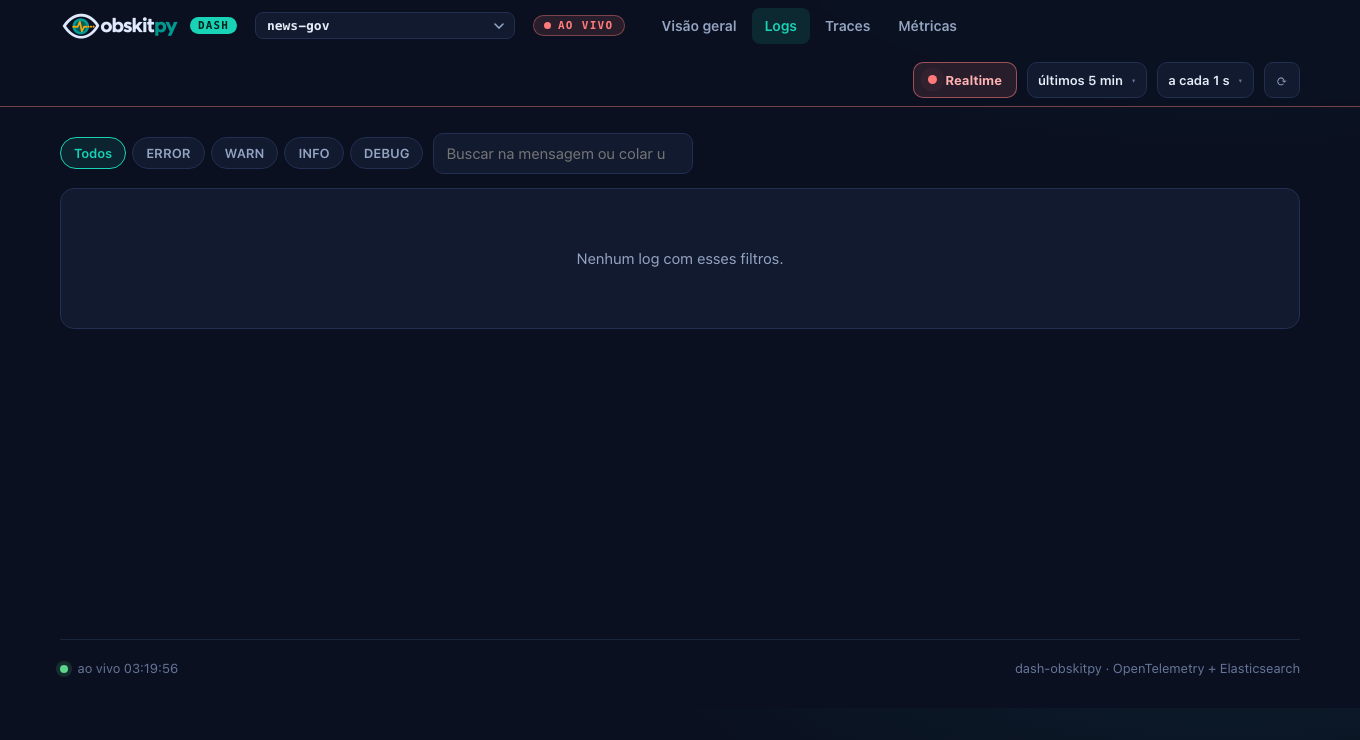 obskitpy DASH news-gov AO VIVO Visão geral Logs Traces Métricas
Realtime últimos 5 min a cada 1 s
Todos ERROR WARN INFO DEBUG Buscar na mensagem ou colar u
Nenhum log com esses filtros.
ao vivo 03:19:56 dash-obskitpy · OpenTelemetry + Elasticsearch